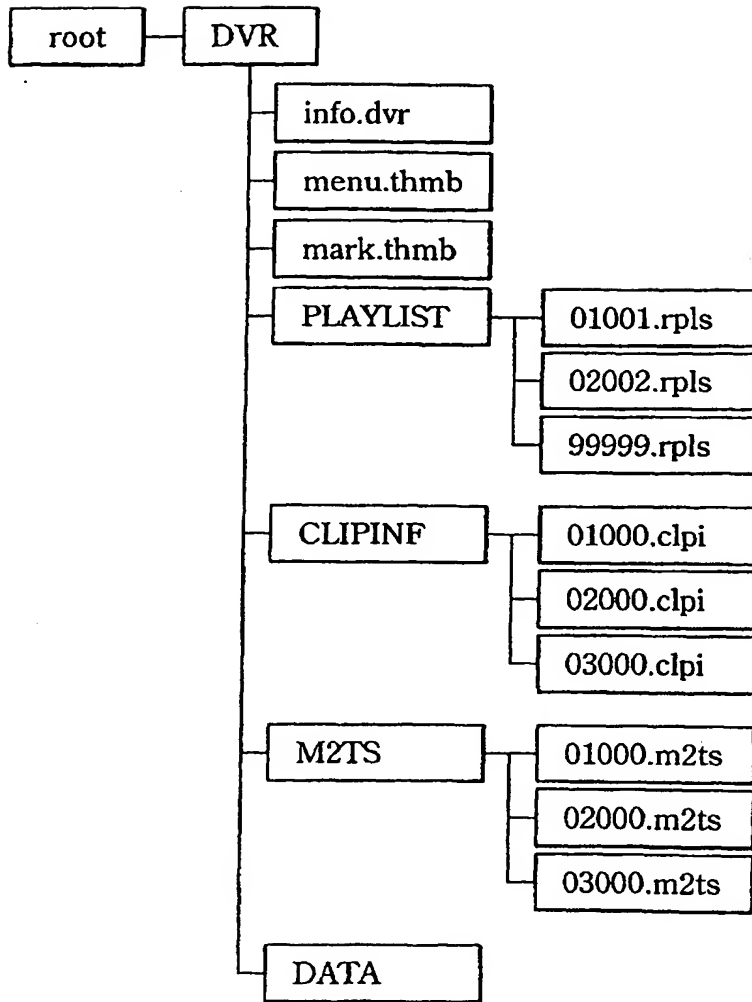 root DVR
info.dvr
menu.thmb
mark.thmb
PLAYLIST 01001.rpls
02002.rpls
99999.rpls
CLIPINF 01000.clpi
02000.clpi
03000.clpi
M2TS 01000.m2ts
02000.m2ts
03000.m2ts
DATA